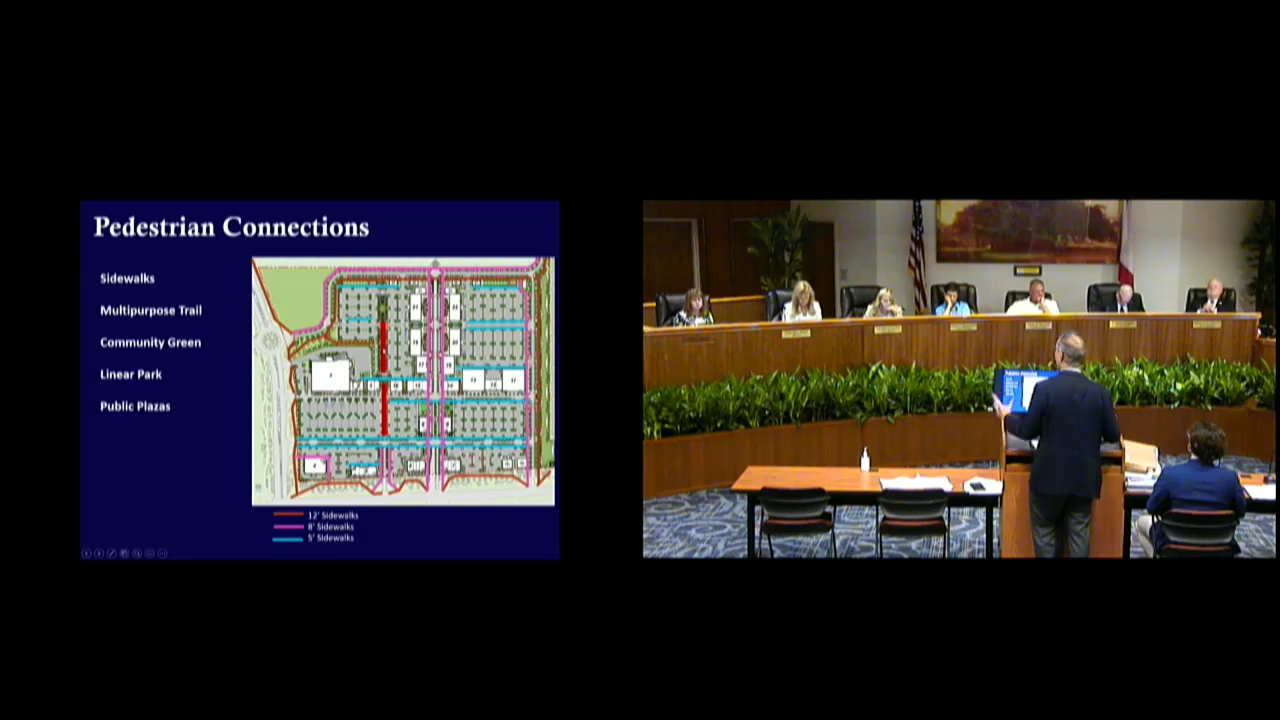 Pedestrian Connections
Sidewalks
Multipurpose Trail
Community Green
Linear Park
Public Plazas
12' Sidewalks
8' Sidewalks
5' Sidewalks